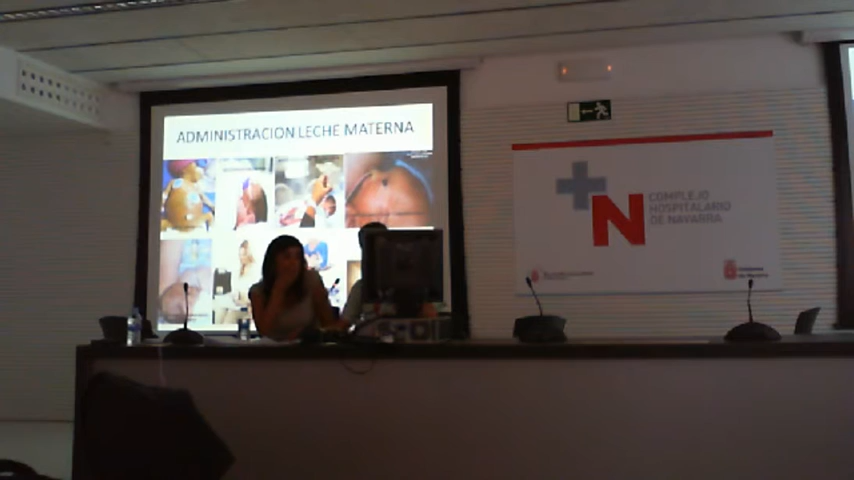 ADMINISTRACION LECHE MATERNA
N
COMPLEJO
HOSPITALARIO
DE NAVARRA